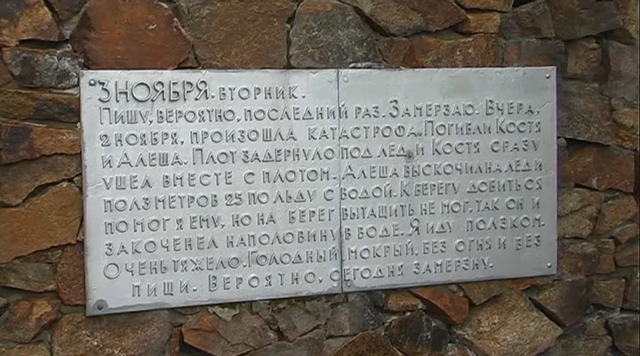 3 НОЯБРЯ. ВТОРНИК.
ПИШУ, ВЕРОЯТНО, ПОСЛЕДНИЙ РАЗ. ЗАМЕРЗАЮ. ВЧЕРА,
2 НОЯБРЯ, ПРОИЗОШЛА КАТАСТРОФА. ПОГИБЛИ КОСТЯ
И АЛЕША. ПЛОТ ЗАДЕРНУЛО ПОД ЛЕД, И КОСТЯ СРАЗУ
УШЕЛ ВМЕСТЕ С ПЛОТОМ. АЛЕША ВЫСКОЧИЛ НА ЛЕД И
ПОЛЗ МЕТРОВ 25 ПО ЛЬДУ С ВОДОЙ. К БЕРЕГУ ДОБИТЬСЯ
ПОМОГ Я ЕМУ, НО НА БЕРЕГ ВЫТАЩИТЬ НЕ МОГ, ТАК ОН И
ЗАКОЧЕНЕЛ НАПОЛОВИНУ В ВОДЕ. Я ИДУ ПОЛЗКОМ.
ОЧЕНЬ ТЯЖЕЛО. ГОЛОДНЫЙ, МОКРЫЙ, БЕЗ ОГНЯ И БЕЗ
ПИЩИ. ВЕРОЯТНО, СЕГОДНЯ ЗАМЕРЗНУ.